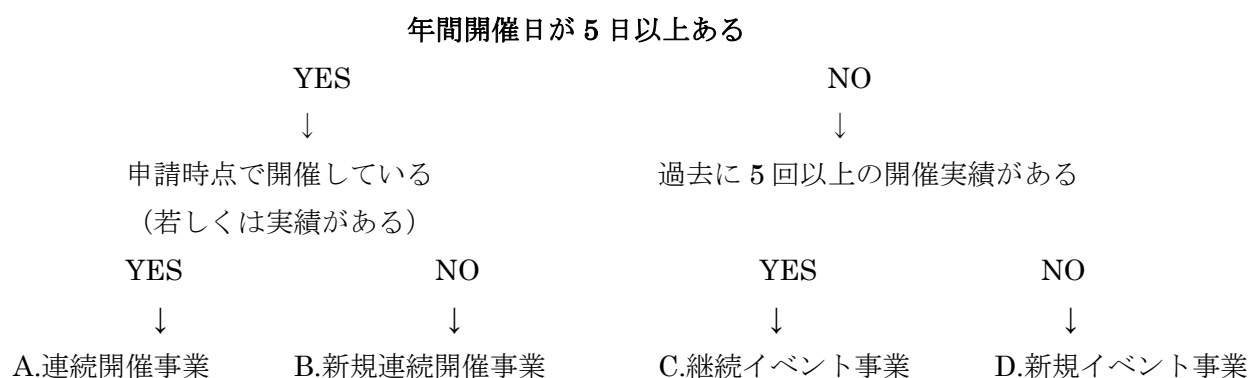 年間開催日が 5 日以上ある
YES NO
↓ ↓
申請時点で開催している 過去に 5 回以上の開催実績がある
（若しくは実績がある）
YES NO YES NO
↓ ↓ ↓ ↓
A.連続開催事業 B.新規連続開催事業 C.継続イベント事業 D.新規イベント事業